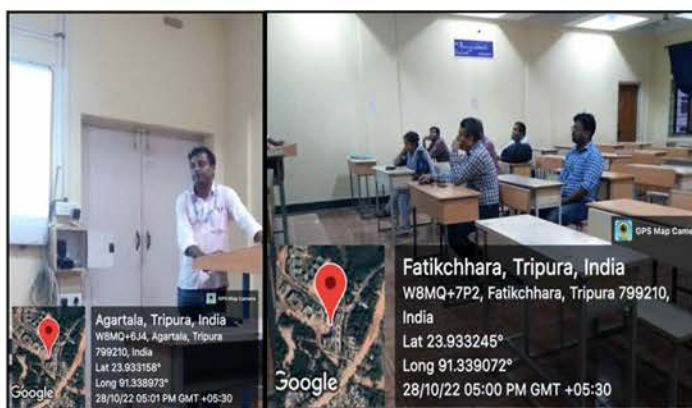 GPS Map Camera
Agartala, Tripura, India
W8MQ+6J4, Agartala, Tripura
799210, India
Lat 23.933158°
Long 91.338973°
28/10/22 05:01 PM GMT +05:30
Google
GPS Map Came
Fatikchhara, Tripura, India
W8MQ+7P2, Fatikchhara, Tripura 799210,
India
Lat 23.933245°
Long 91.339072°
28/10/22 05:00 PM GMT +05:30
Google